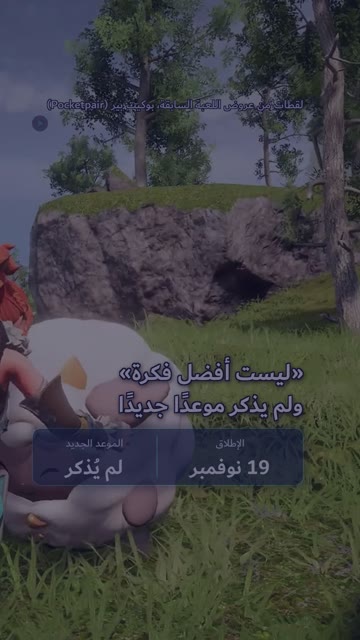 لقطات من عروض اللعبة السابقة، بوكيتبيير (Pocketpair)
«ليست أفضل فكرة»
ولم يذكر موعدًا جديدًا
الإطلاق
19 نوفمبر
الموعد الجديد
لم يُذكر